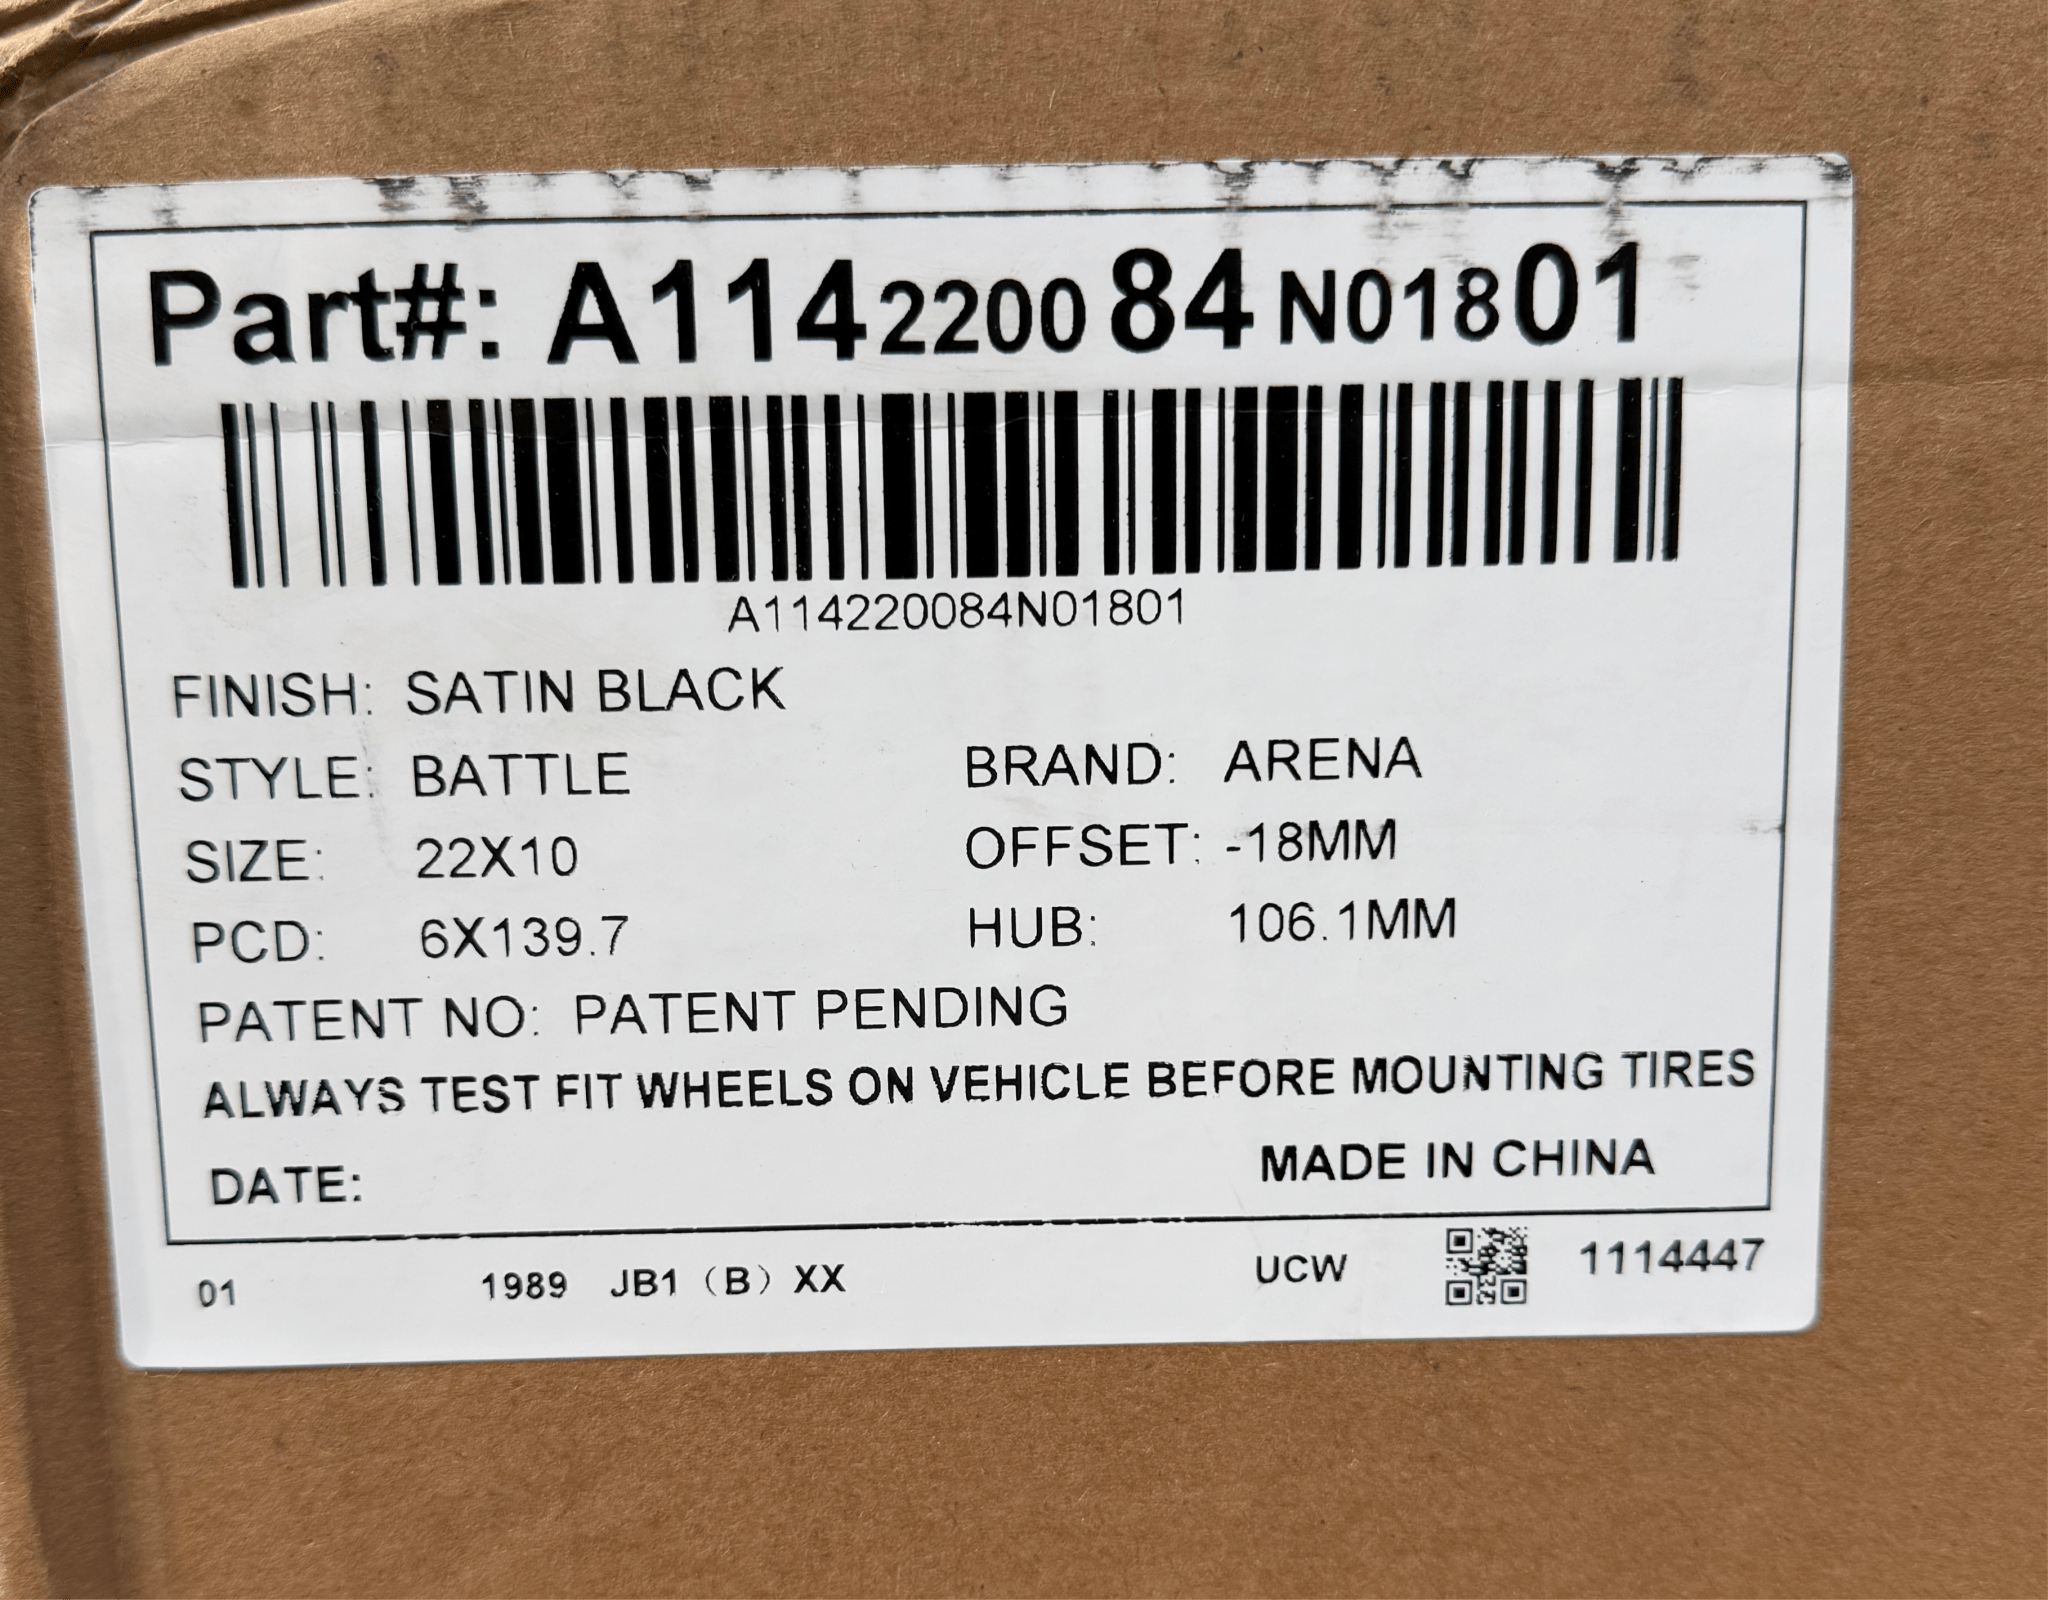 Part#: A114220084N01801
A114220084N01801
FINISH: SATIN BLACK
STYLE: BATTLE BRAND: ARENA
SIZE: 22X10 OFFSET: -18MM
PCD: 6X139.7 HUB: 106.1MM
PATENT NO: PATENT PENDING
ALWAYS TEST FIT WHEELS ON VEHICLE BEFORE MOUNTING TIRES
DATE: MADE IN CHINA
01 1989 JB1（B）XX UCW 1114447